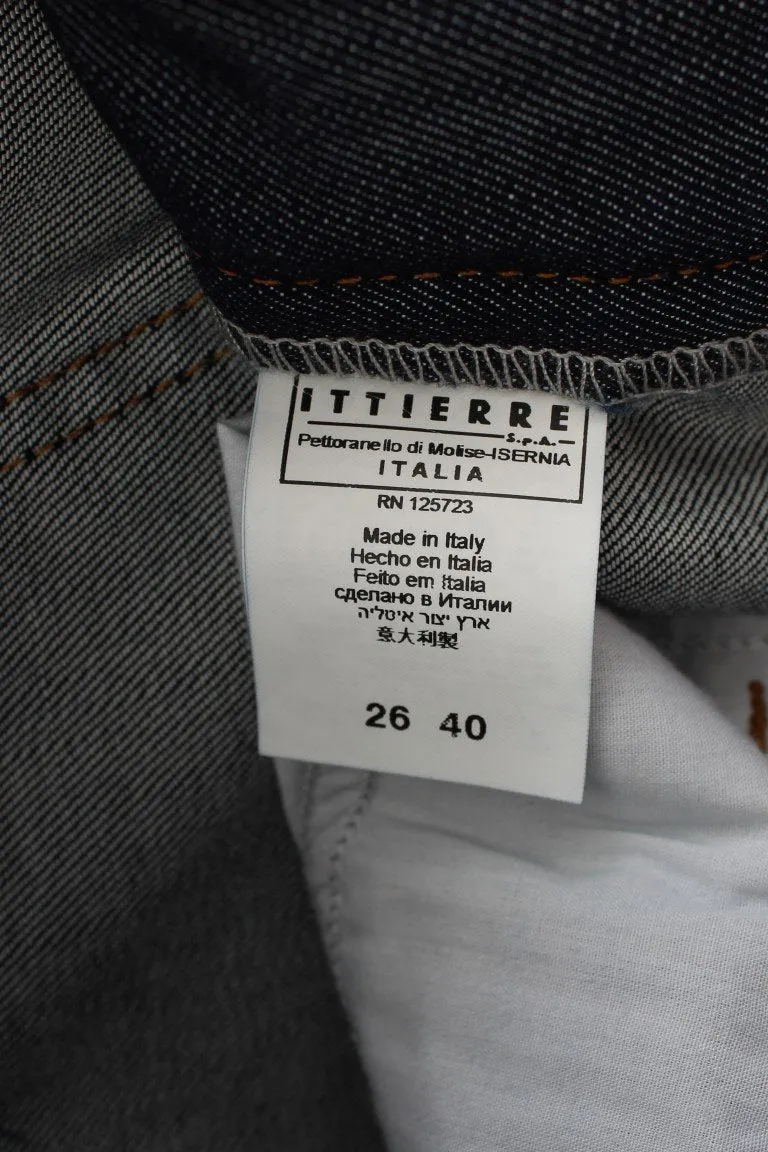 iTTIERRE
S.p.A.
Pettoranello di Molise-ISERNIA
ITALIA
RN 125723
Made in Italy
Hecho en Italia
Feito em Italia
сделано в Италии
ארץ יצור איטליה
意大利製
26 40